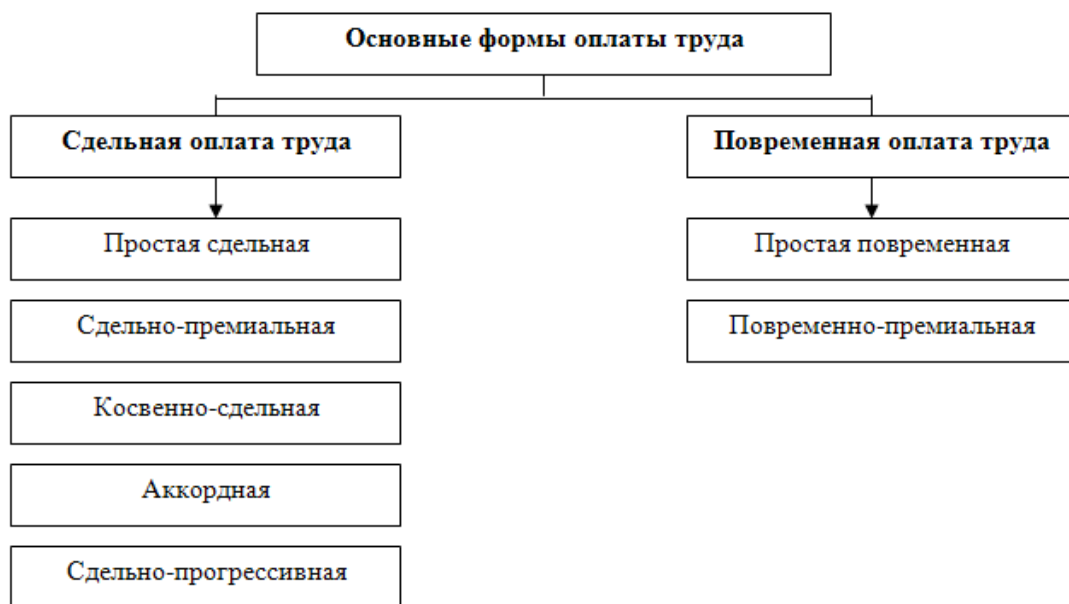 Основные формы оплаты труда
Сдельная оплата труда
Повременная оплата труда
Простая сдельная
Простая повременная
Сдельно-премиальная
Повременно-премиальная
Косвенно-сдельная
Аккордная
Сдельно-прогрессивная